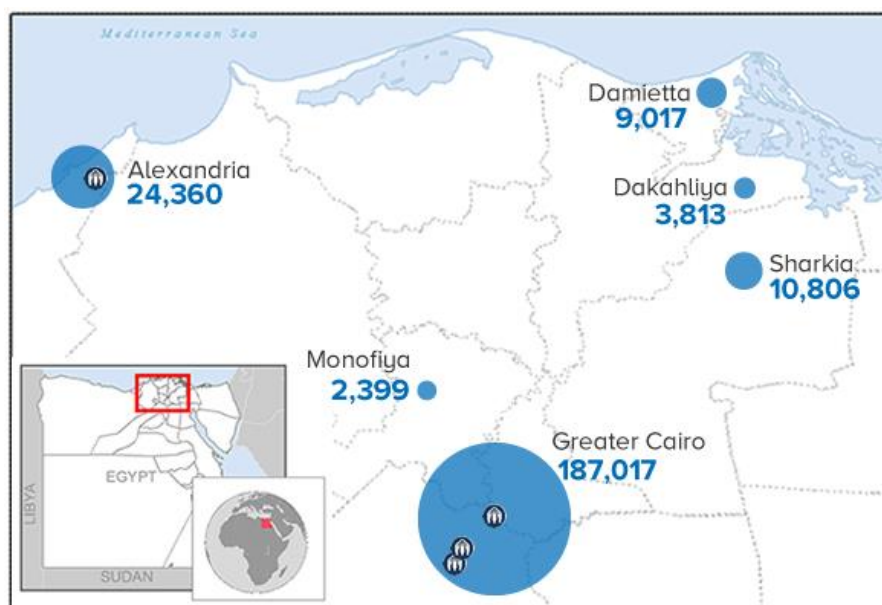 Mediterranean Sea
Damietta
9,017
Alexandria
24,360
Dakahliya
3,813
Sharkia
10,806
Monofiya
2,399
Greater Cairo
187,017
EGYPT
LIBYA
SUDAN